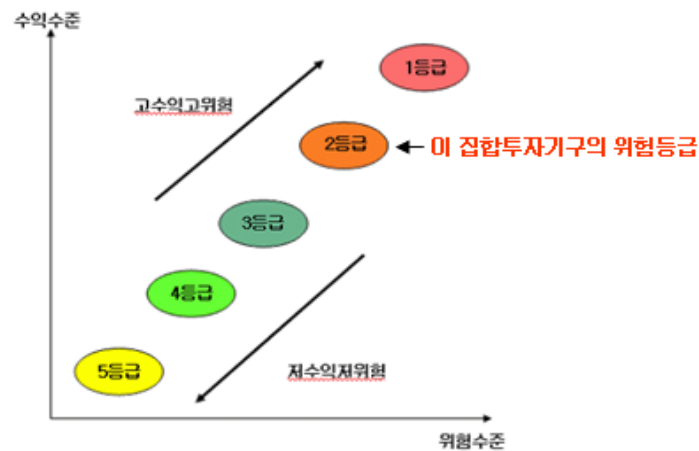 수익수준
1등급
고수익고위험
2등급
이 집합투자기구의 위험등급
3등급
4등급
5등급
저수익저위험
위험수준